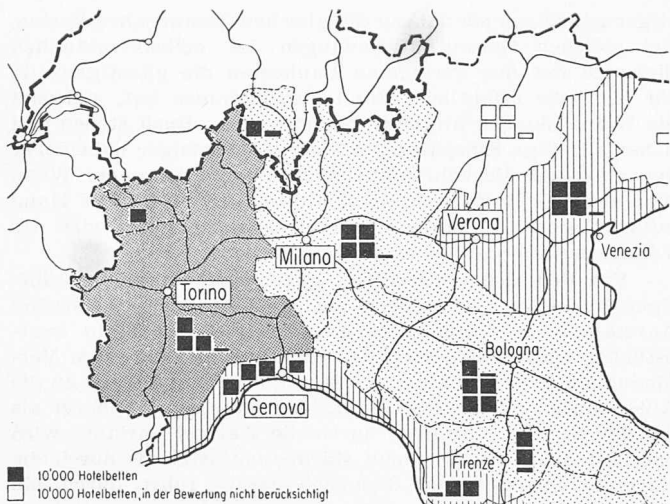 Verona
Venezia
Milano
Torino
Bologna
Genova
Firenze
10'000 Hotelbetten
10'000 Hotelbetten, in der Bewertung nicht berücksichtigt